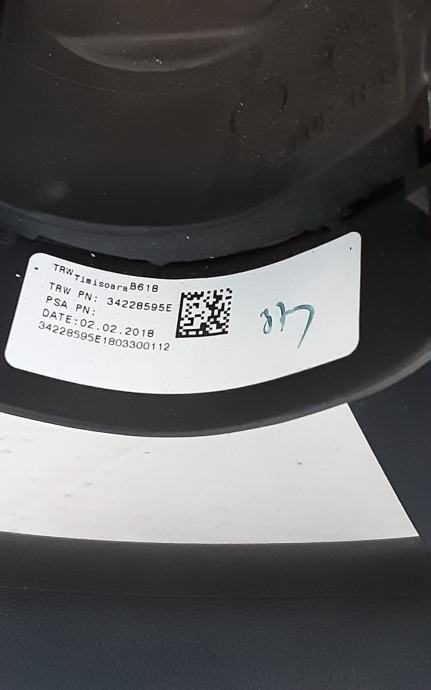 TRW Timisoara B618
TRW PN: 34228595E
PSA PN:
DATE:02.02.2018
34228595E1803300112